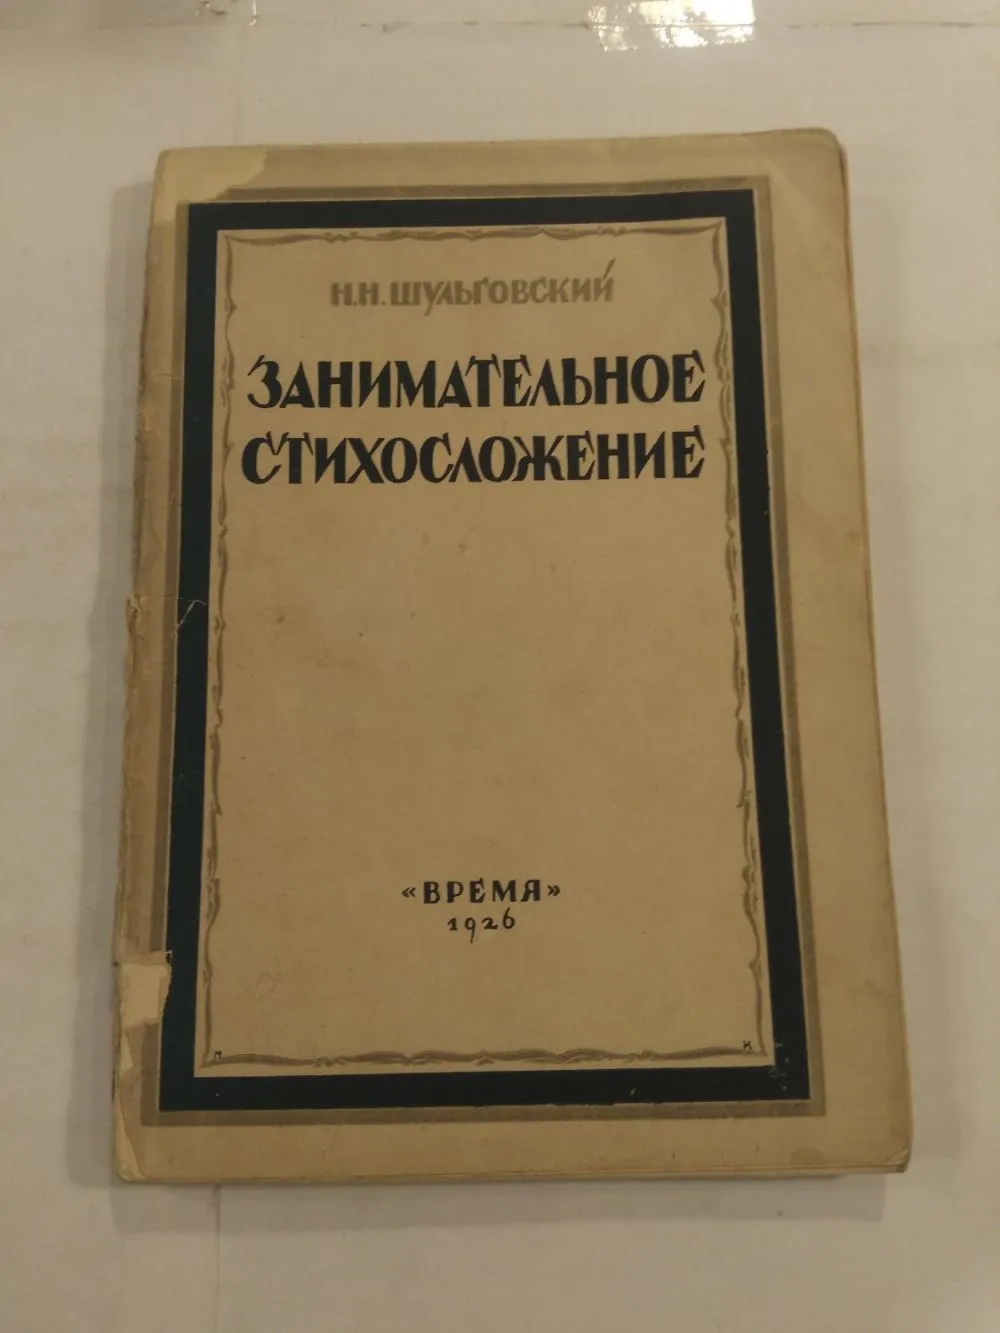 Н.Н. ШУЛЬГОВСКИЙ
ЗАНИМАТЕЛЬНОЕ
СТИХОСЛОЖЕНИЕ
«ВРЕМЯ»
1926
М К